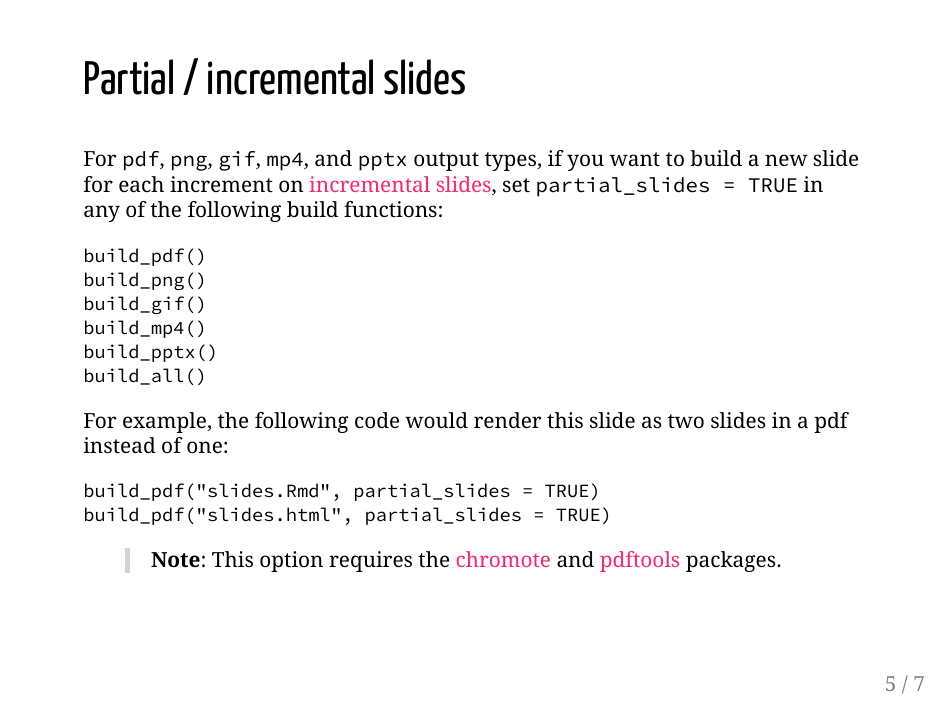 Partial / incremental slides
For pdf, png, gif, mp4, and pptx output types, if you want to build a new slide
for each increment on incremental slides, set partial_slides = TRUE in
any of the following build functions:
build_pdf()
build_png()
build_gif()
build_mp4()
build_pptx()
build_all()
For example, the following code would render this slide as two slides in a pdf
instead of one:
build_pdf("slides.Rmd", partial_slides = TRUE)
build_pdf("slides.html", partial_slides = TRUE)
Note: This option requires the chromote and pdftools packages.
5 / 7